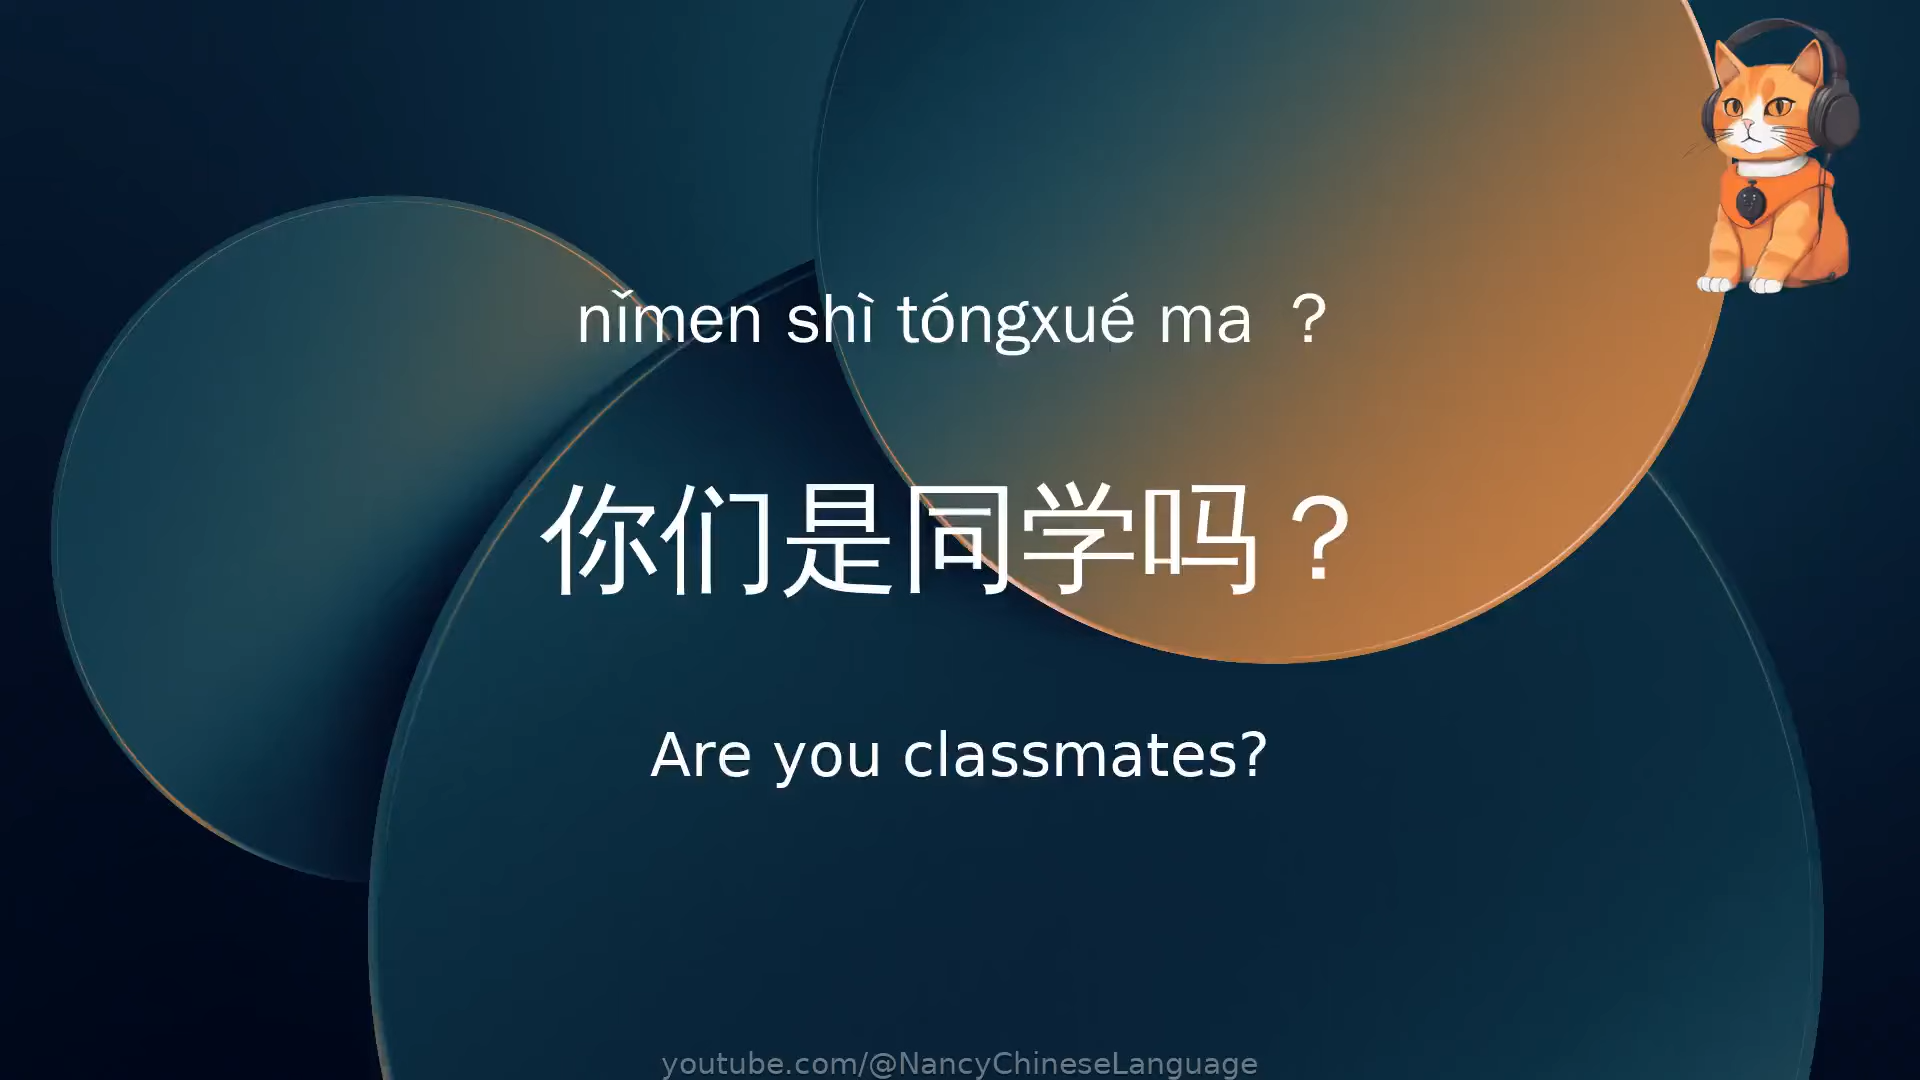 nǐmen shì tóngxué ma ？
你们是同学吗？
Are you classmates?
youtube.com/@NancyChineseLanguage